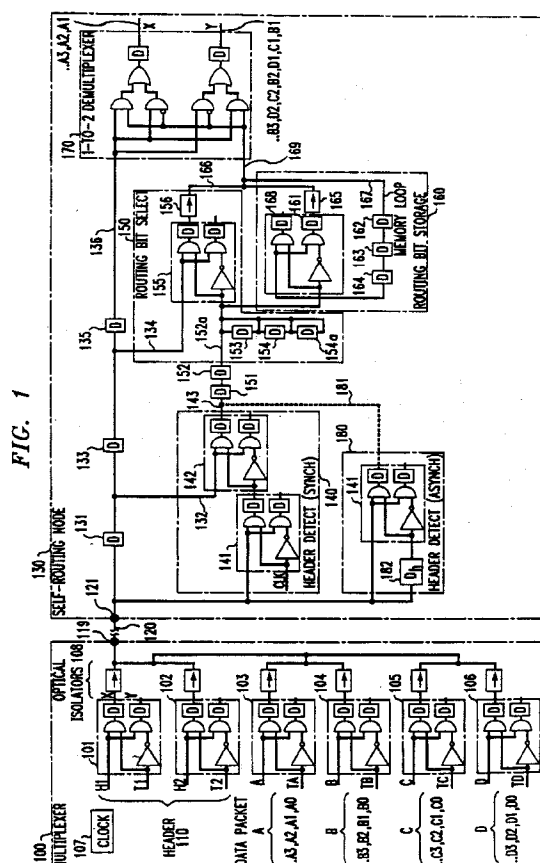 FIG. 1
130
SELF-ROUTING NODE
170
1-TO-2 DEMULTIPLEXER
..A3,A2,A1
X
Y
..B3,D2,C2,B2,D1,C1,B1
D
D
136
169
135
D
134
133
D
131
D
121
119
120
150
ROUTING BIT SELECT
156
166
155
D
D
152a
152
D
151
D
143
153
D
154
D
154a
D
168
161
165
D
D
167
162
D
163
D
164
D
MEMORY LOOP
ROUTING BIT STORAGE
160
132
142
D
D
141
D
D
CLK
HEADER DETECT (SYNCH)
140
181
180
141
D
D
182
Dh
HEADER DETECT (ASYNCH)
100
MULTIPLEXER
107
CLOCK
OPTICAL
ISOLATORS 108
X
Y
101
D
D
H1
T1
HEADER
110
102
D
D
H2
T2
DATA PACKET
A
..A3,A2,A1,A0
103
D
D
A
TA
B
..B3,B2,B1,B0
104
D
D
B
TB
C
..C3,C2,C1,C0
105
D
D
C
TC
D
..D3,D2,D1,D0
106
D
D
D
TD